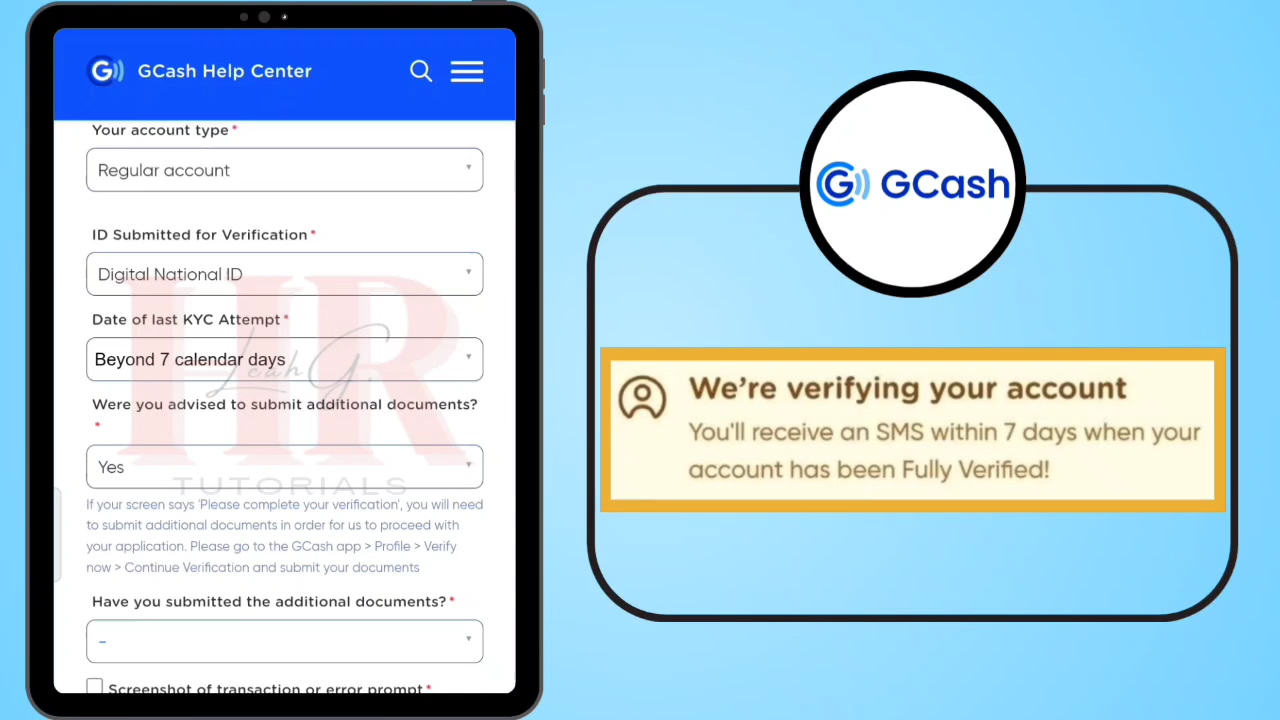 GCash Help Center
Your account type*
Regular account
ID Submitted for Verification*
Digital National ID
Date of last KYC Attempt*
Beyond 7 calendar days
Were you advised to submit additional documents?
*
Yes
If your screen says 'Please complete your verification', you will need
to submit additional documents in order for us to proceed with
your application. Please go to the GCash app > Profile > Verify
now > Continue Verification and submit your documents
Have you submitted the additional documents?*
–
Screenshot of transaction or error prompt*
HR
Leah G.
TUTORIALS
GCash
We're verifying your account
You'll receive an SMS within 7 days when your
account has been Fully Verified!